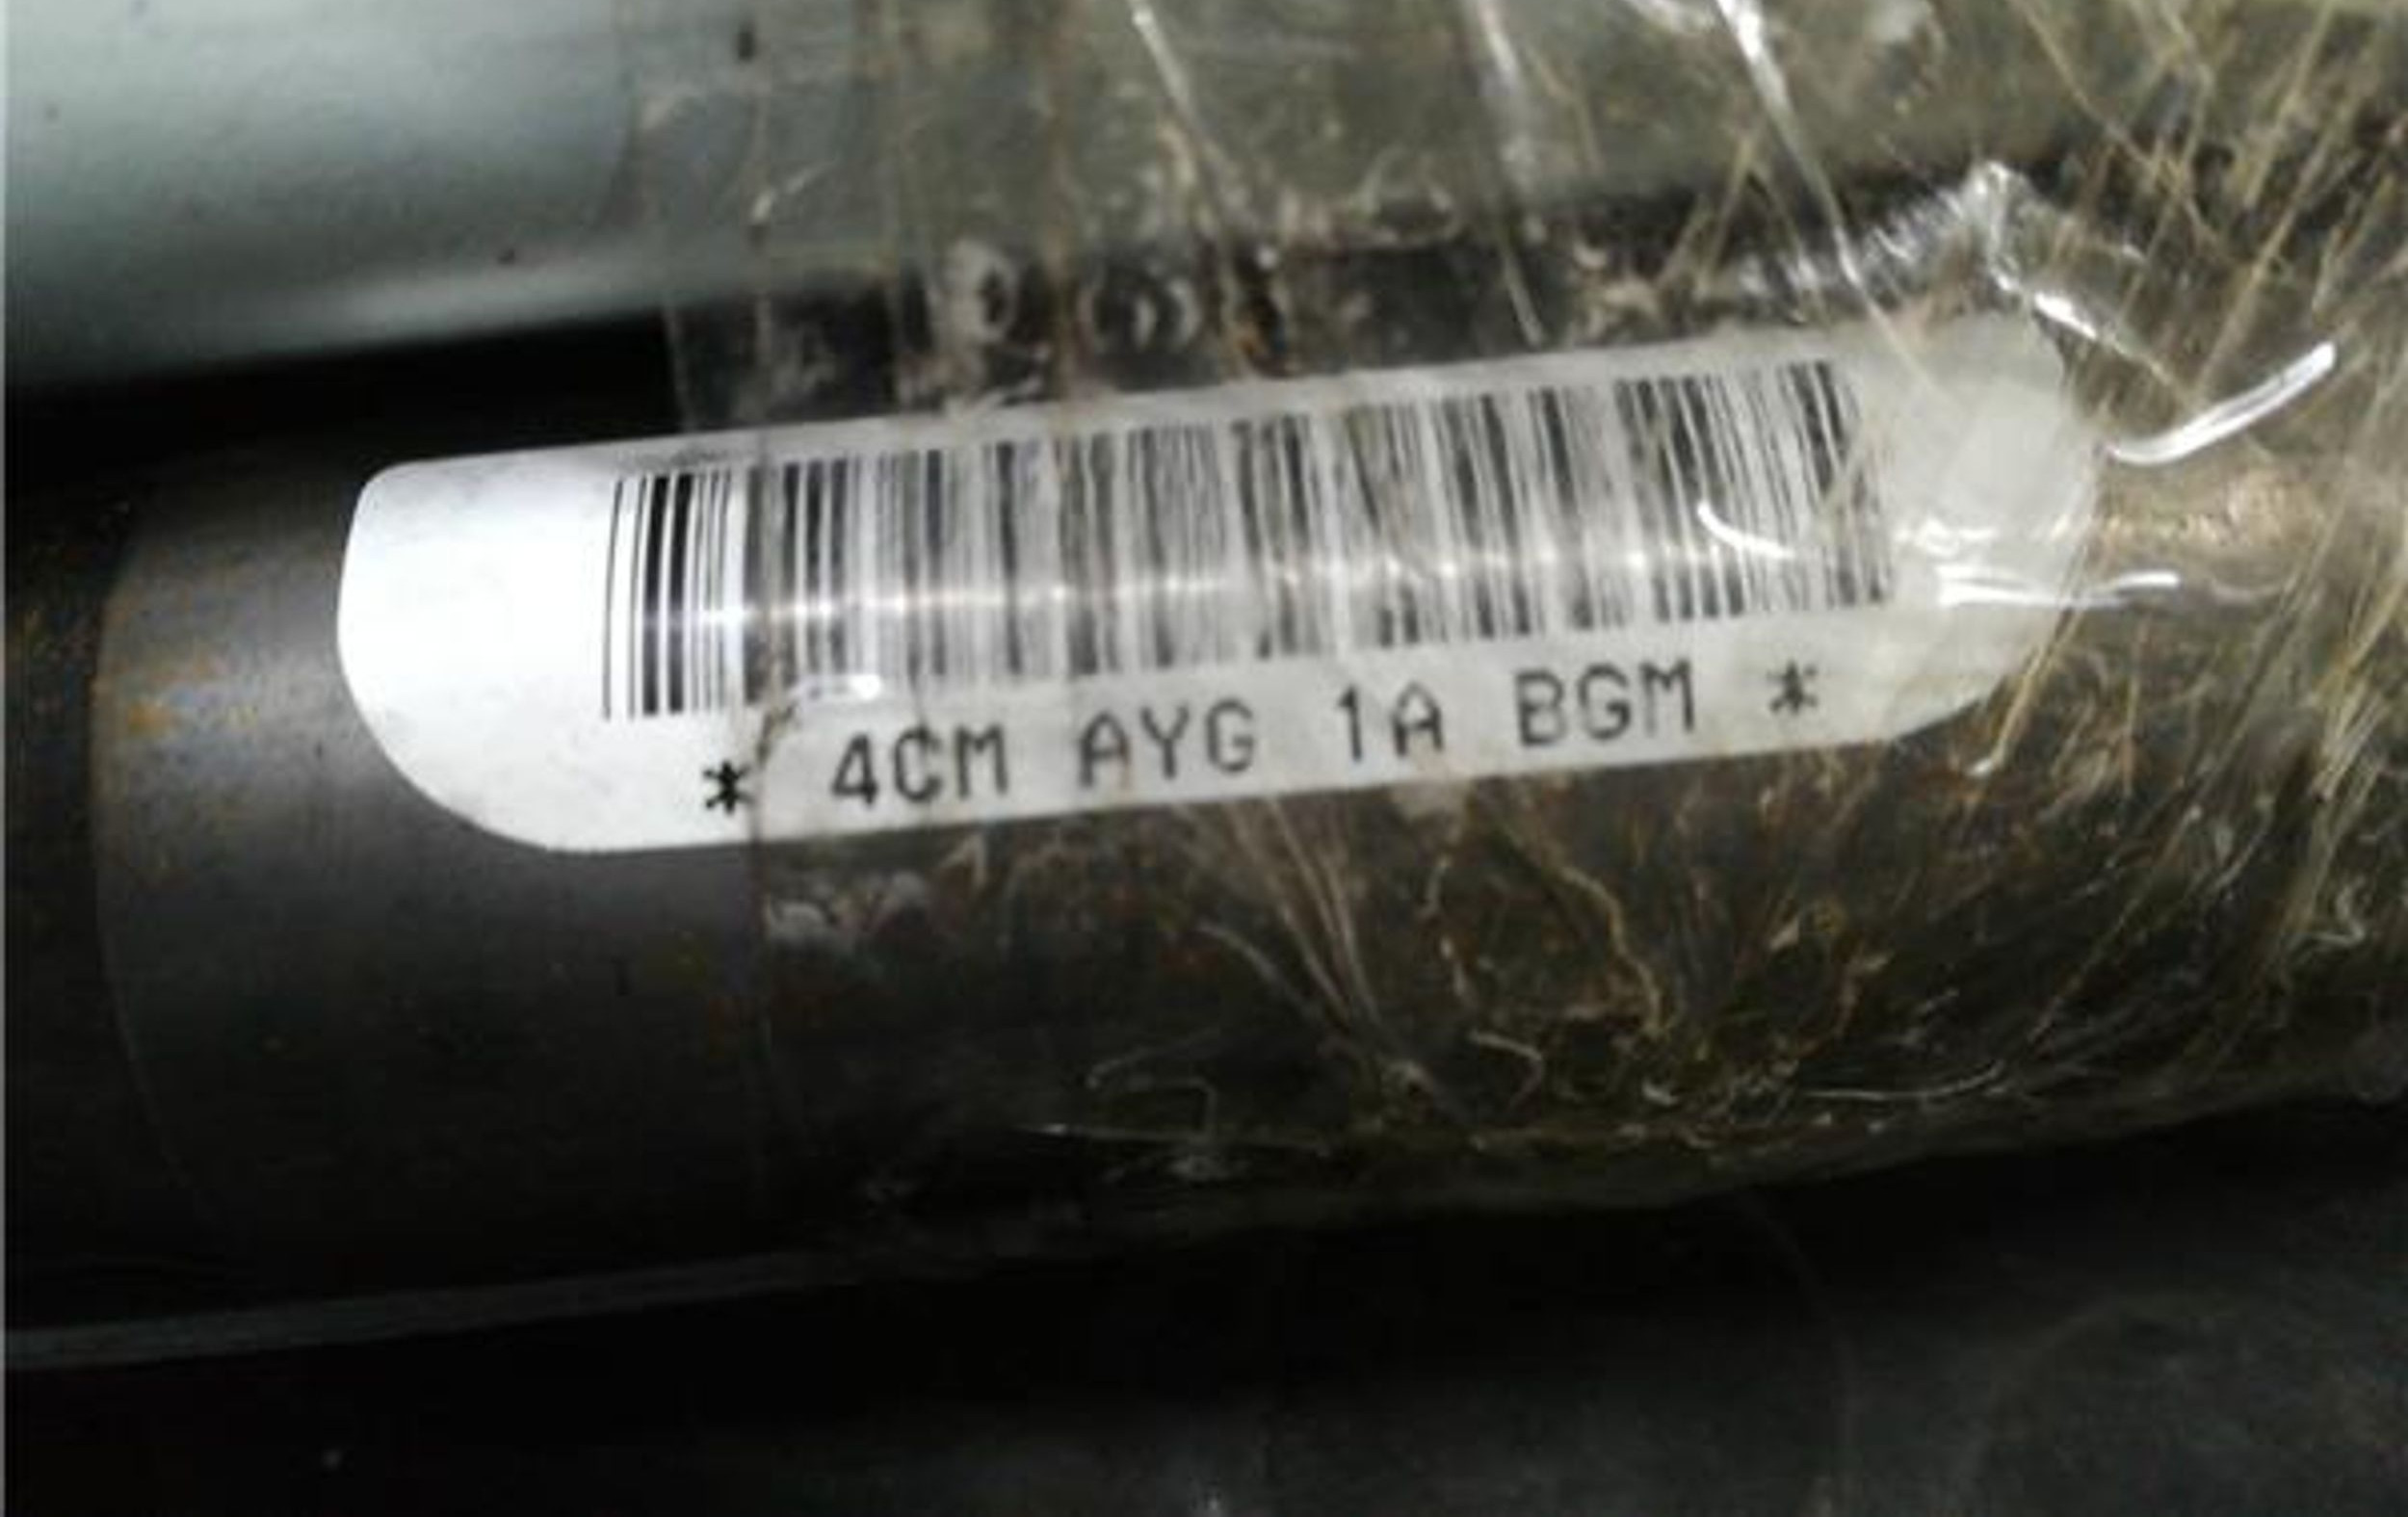 * 4CM AYG 1A BGM *